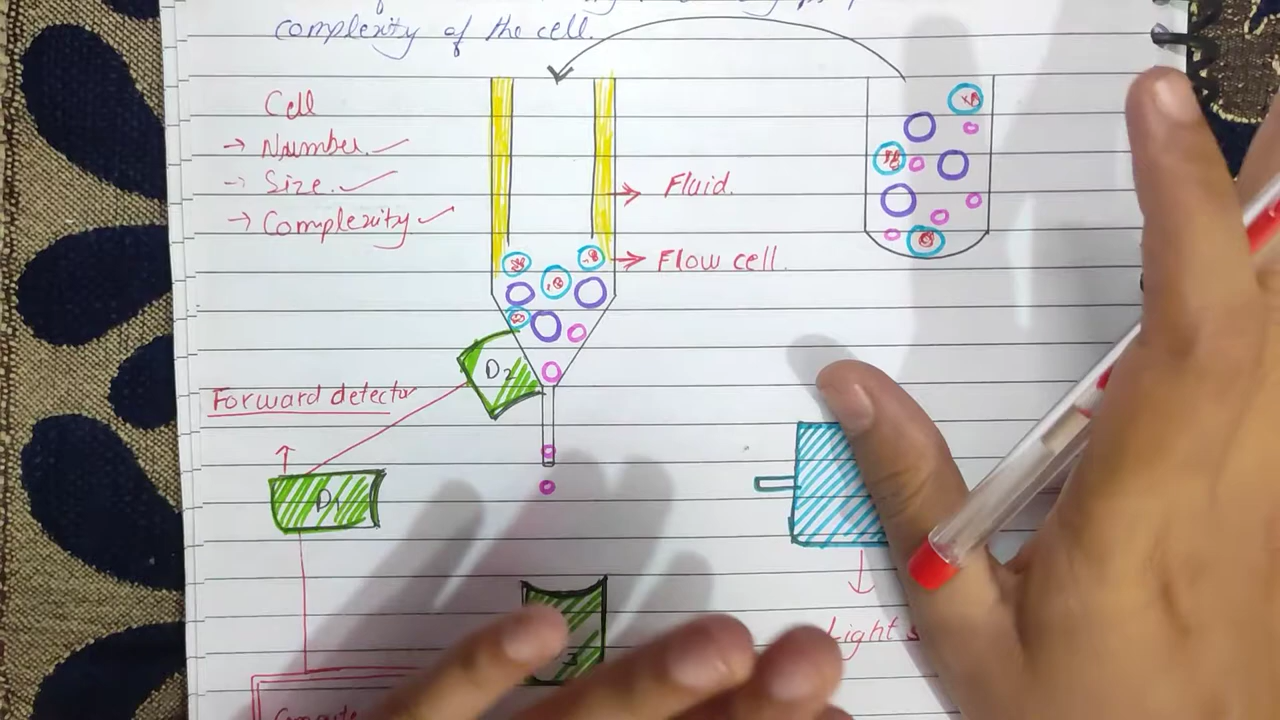 complexity of the cell.
Cell
→ Number. ✓
→ Size. ✓
→ Complexity ✓
→ Fluid.
→ Flow cell.
D2
Forward detector
D1
Light